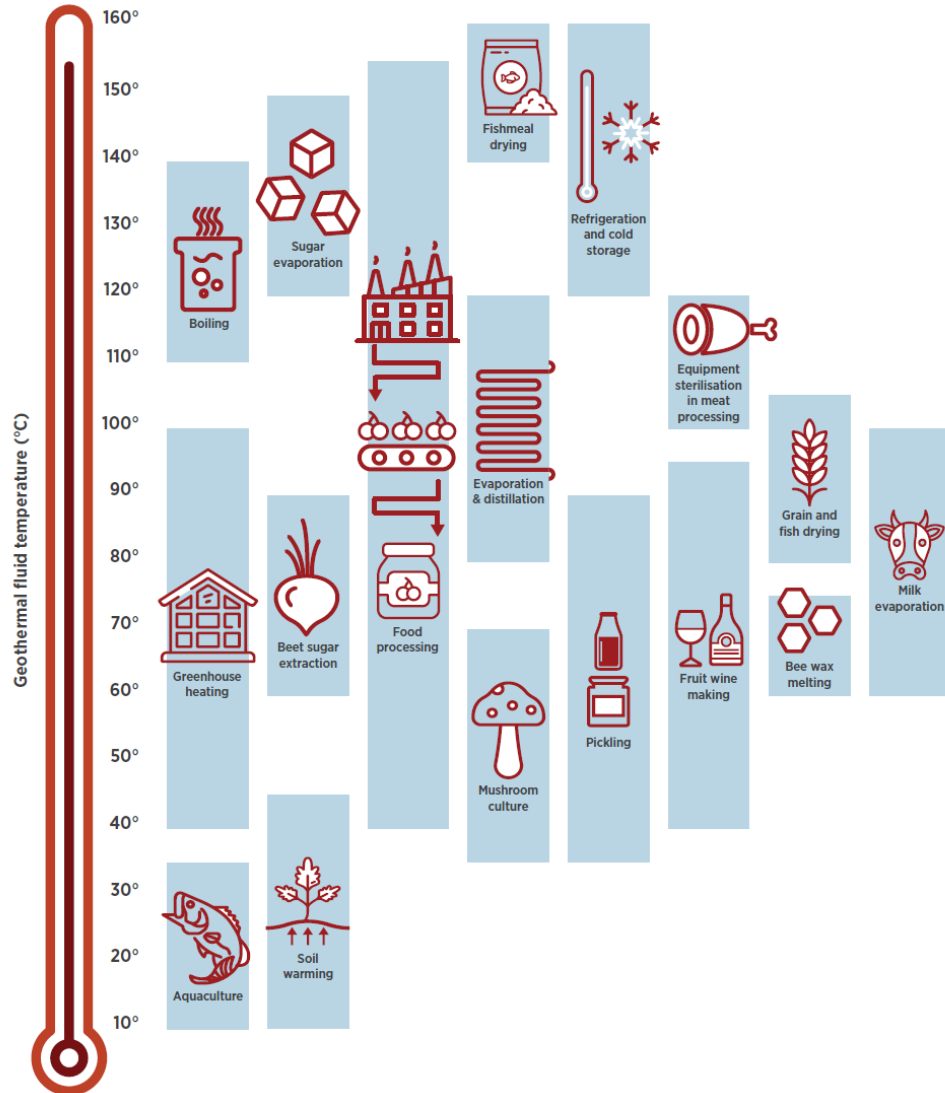 Geothermal fluid temperature (°C)
160°
150°
140°
130°
120°
110°
100°
90°
80°
70°
60°
50°
40°
30°
20°
10°
Fishmeal
drying
Refrigeration
and cold
storage
Sugar
evaporation
Boiling
Equipment
sterilisation
in meat
processing
Evaporation
& distillation
Grain and
fish drying
Milk
evaporation
Food
processing
Beet sugar
extraction
Greenhouse
heating
Fruit wine
making
Bee wax
melting
Pickling
Mushroom
culture
Soil
warming
Aquaculture